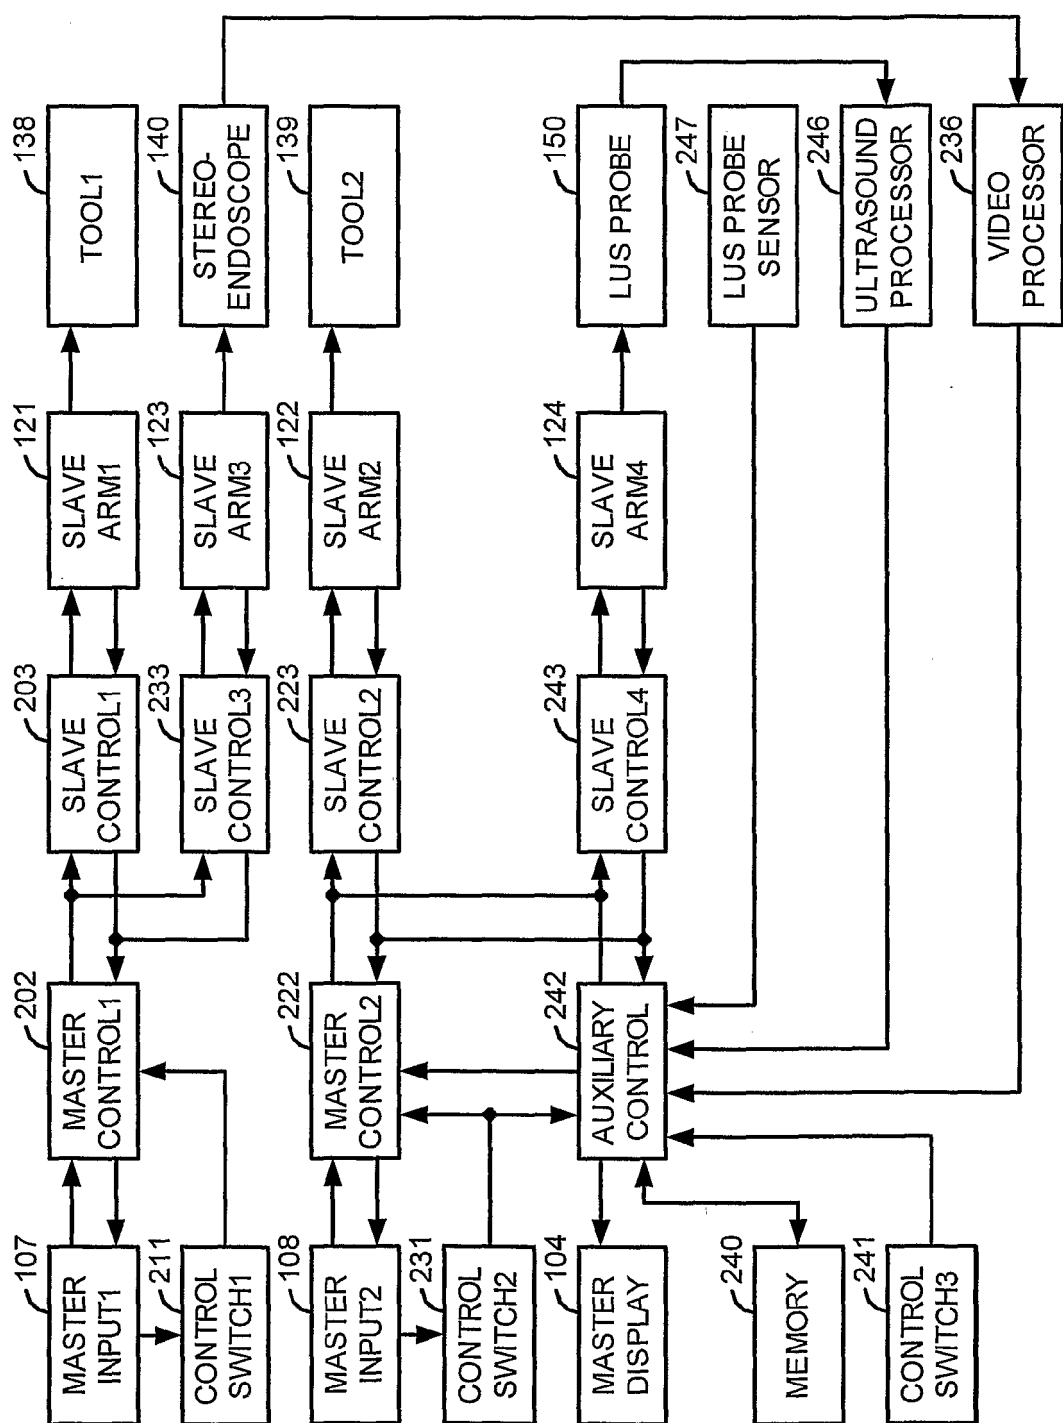 138
TOOL1
140
STEREO-
ENDOSCOPE
139
TOOL2
150
LUS PROBE
247
LUS PROBE
SENSOR
246
ULTRASOUND
PROCESSOR
236
VIDEO
PROCESSOR
121
SLAVE
ARM1
123
SLAVE
ARM3
122
SLAVE
ARM2
124
SLAVE
ARM4
203
SLAVE
CONTROL1
233
SLAVE
CONTROL3
223
SLAVE
CONTROL2
243
SLAVE
CONTROL4
202
MASTER
CONTROL1
222
MASTER
CONTROL2
242
AUXILIARY
CONTROL
107
MASTER
INPUT1
211
CONTROL
SWITCH1
108
MASTER
INPUT2
231
CONTROL
SWITCH2
104
MASTER
DISPLAY
240
MEMORY
241
CONTROL
SWITCH3